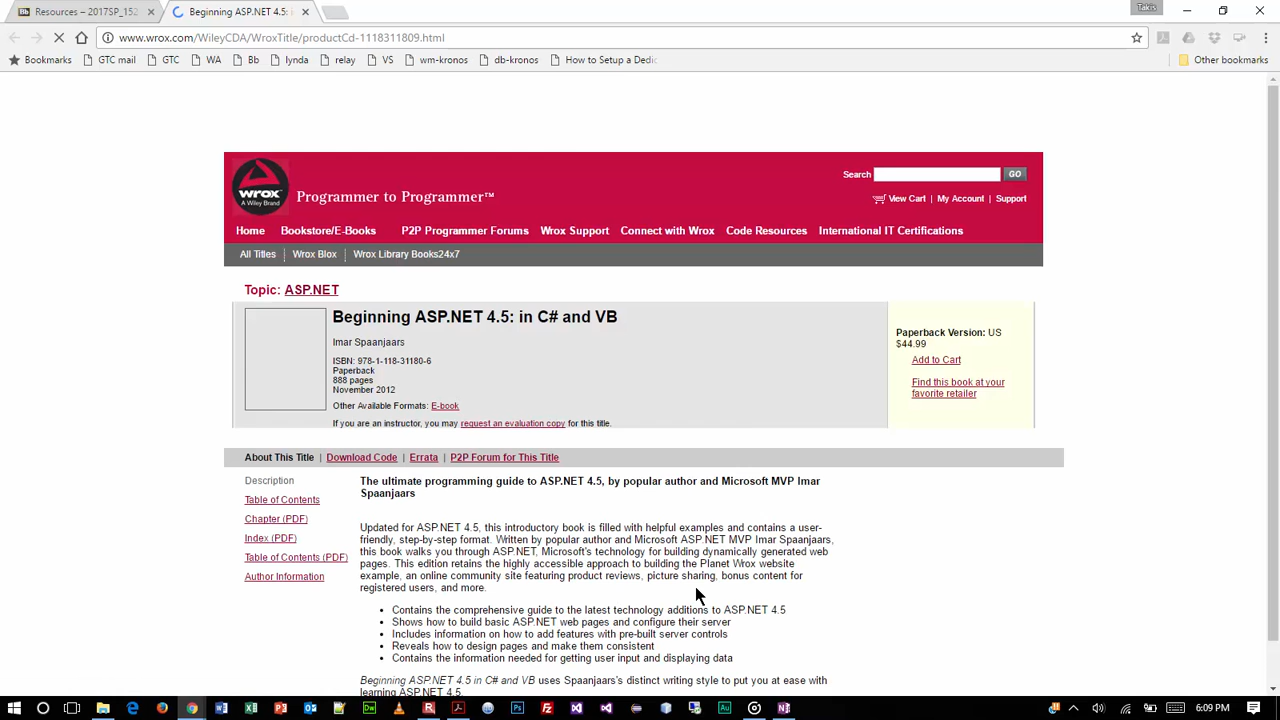 Resources – 2017SP_152
Beginning ASP.NET 4.5: i
Takis
www.wrox.com/WileyCDA/WroxTitle/productCd-1118311809.html
Bookmarks GTC mail GTC WA Bb lynda relay VS wm-kronos db-kronos How to Setup a Dedic Other bookmarks
wrox
A Wiley Brand
Programmer to Programmer™
Search GO
View Cart | My Account | Support
Home Bookstore/E-Books P2P Programmer Forums Wrox Support Connect with Wrox Code Resources International IT Certifications
All Titles Wrox Blox Wrox Library Books24x7
Topic: ASP.NET
Beginning ASP.NET 4.5: in C# and VB
Imar Spaanjaars
ISBN: 978-1-118-31180-6
Paperback
888 pages
November 2012
Other Available Formats: E-book
If you are an instructor, you may request an evaluation copy for this title.
Paperback Version: US
$44.99
Add to Cart
Find this book at your
favorite retailer
About This Title | Download Code | Errata | P2P Forum for This Title
Description
Table of Contents
Chapter (PDF)
Index (PDF)
Table of Contents (PDF)
Author Information
The ultimate programming guide to ASP.NET 4.5, by popular author and Microsoft MVP Imar
Spaanjaars
Updated for ASP.NET 4.5, this introductory book is filled with helpful examples and contains a user-
friendly, step-by-step format. Written by popular author and Microsoft ASP.NET MVP Imar Spaanjaars,
this book walks you through ASP.NET, Microsoft's technology for building dynamically generated web
pages. This edition retains the highly accessible approach to building the Planet Wrox website
example, an online community site featuring product reviews, picture sharing, bonus content for
registered users, and more.
• Contains the comprehensive guide to the latest technology additions to ASP.NET 4.5
• Shows how to build basic ASP.NET web pages and configure their server
• Includes information on how to add features with pre-built server controls
• Reveals how to design pages and make them consistent
• Contains the information needed for getting user input and displaying data
Beginning ASP.NET 4.5 in C# and VB uses Spaanjaars's distinct writing style to put you at ease with
learning ASP.NET 4.5.
6:09 PM